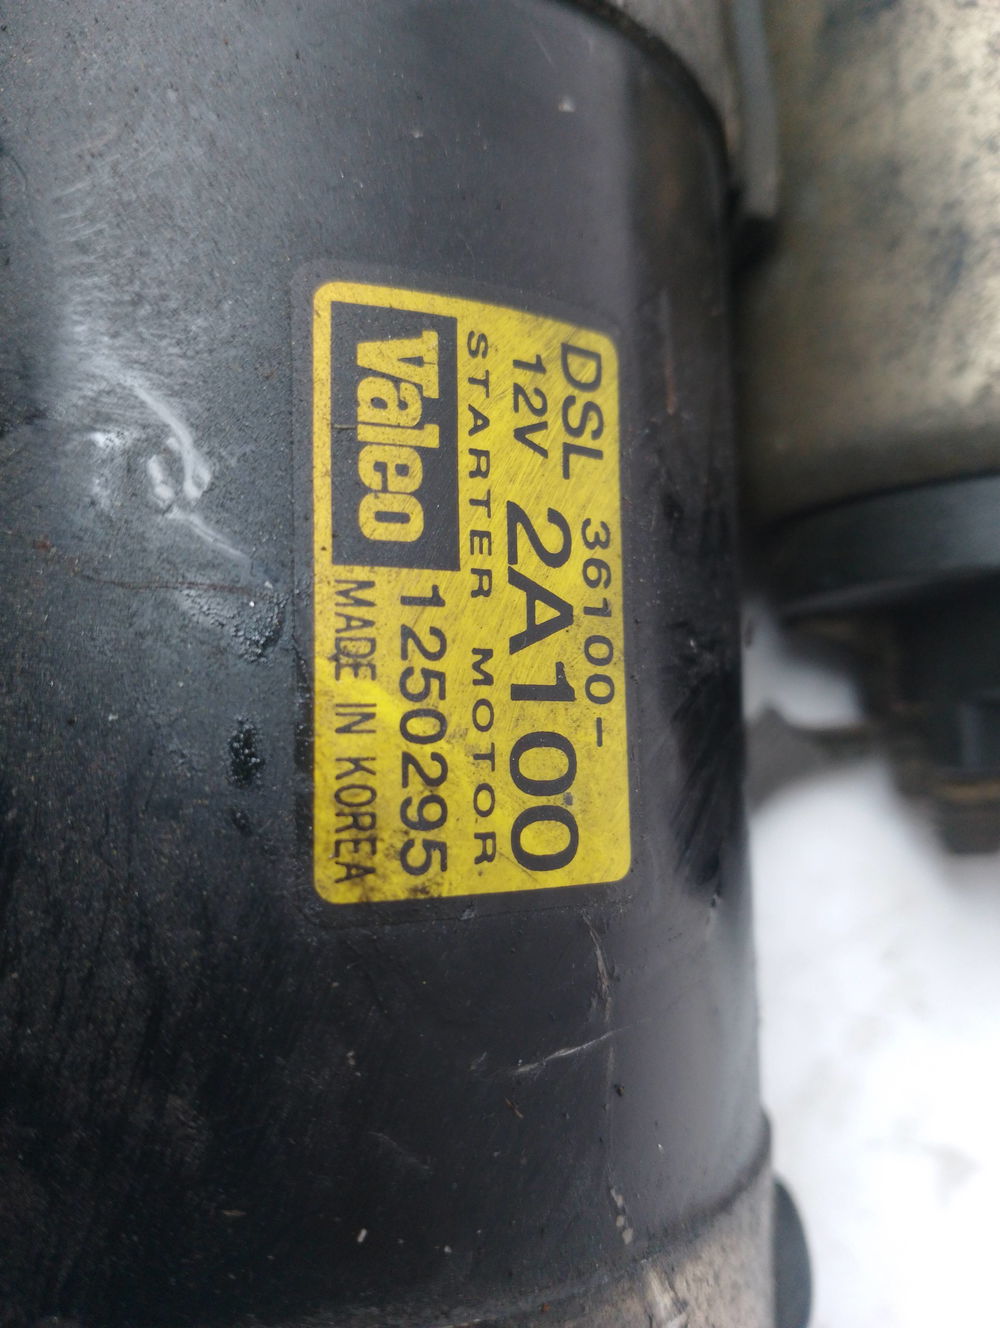 DSL 36100-
12V 2A100
STARTER MOTOR
Valeo 1250295
MADE IN KOREA